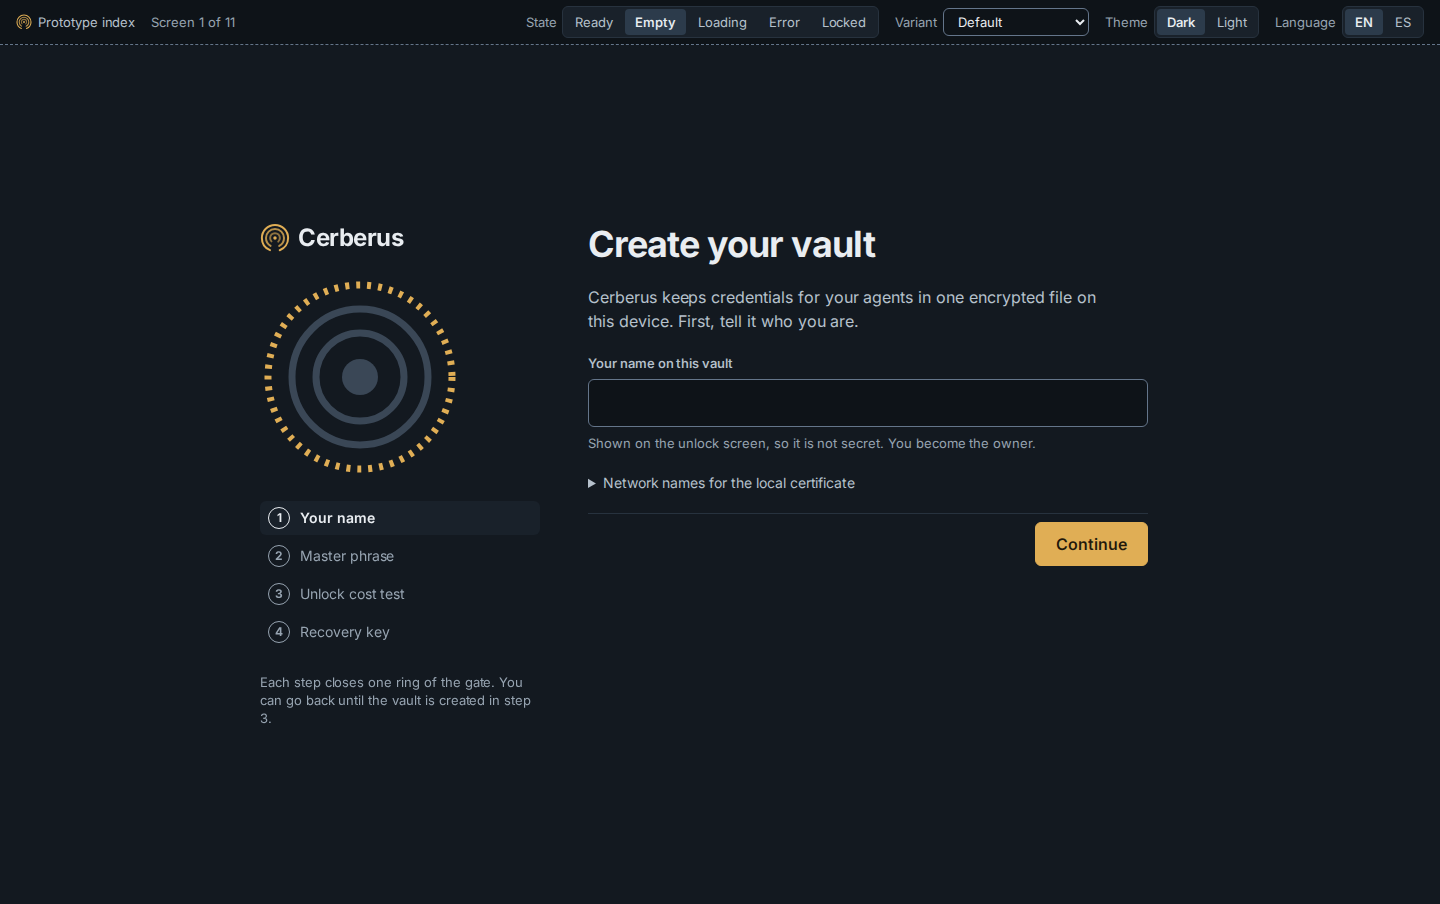 Prototype index Screen 1 of 11 State Ready Empty Loading Error Locked Variant Default Theme Dark Light Language EN ES
Cerberus
1 Your name
2 Master phrase
3 Unlock cost test
4 Recovery key
Each step closes one ring of the gate. You
can go back until the vault is created in step
3.
Create your vault
Cerberus keeps credentials for your agents in one encrypted file on
this device. First, tell it who you are.
Your name on this vault
Shown on the unlock screen, so it is not secret. You become the owner.
Network names for the local certificate
Continue